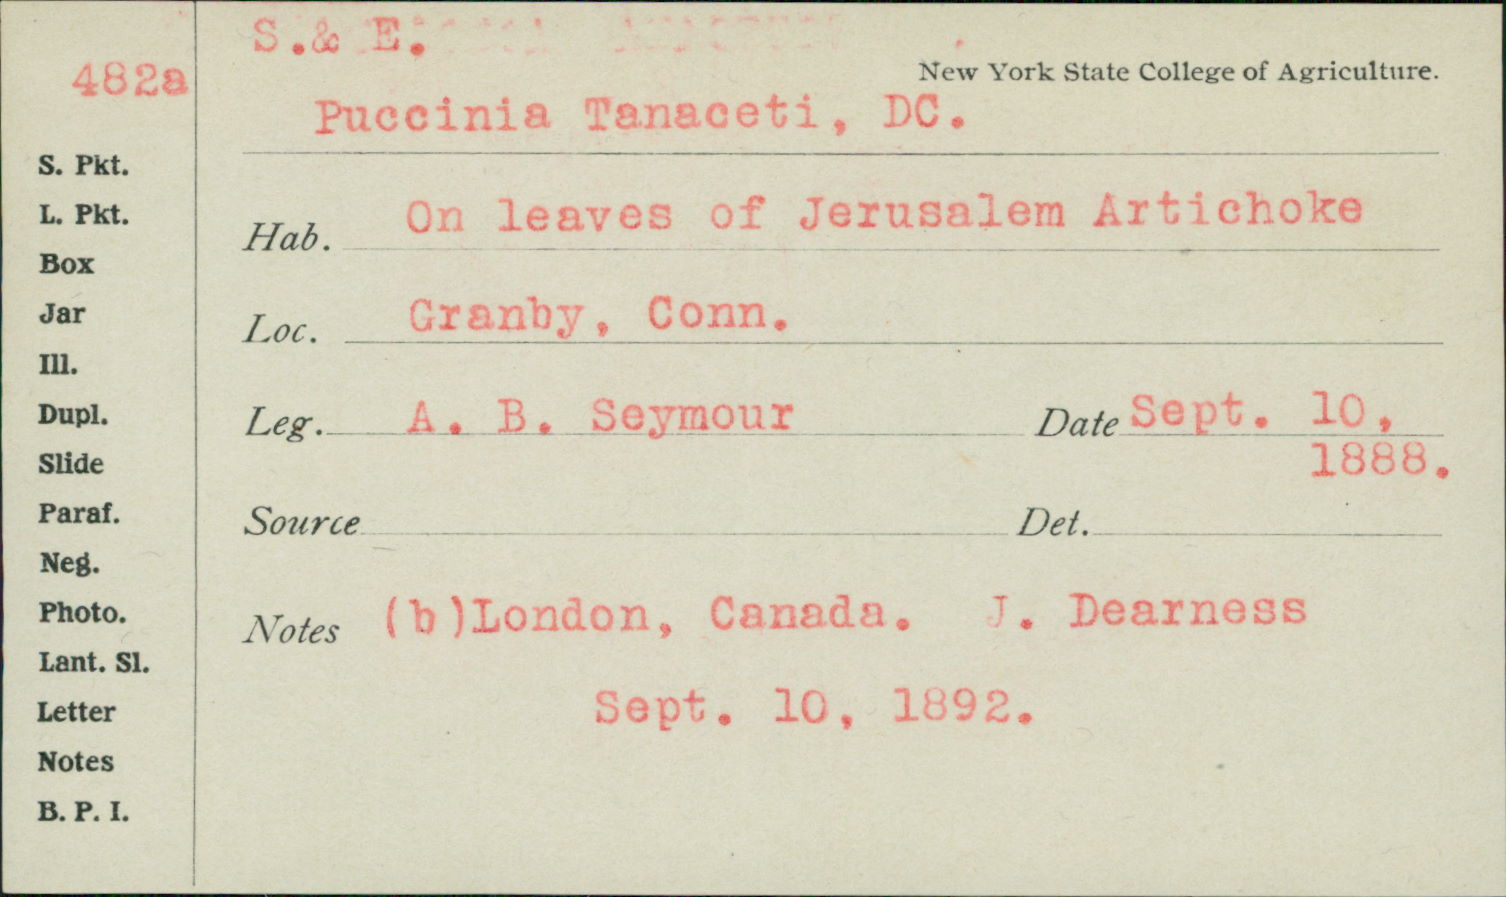 S.& E.
482a
New York State College of Agriculture.
Puccinia Tanaceti, DC.
S. Pkt.
L. Pkt.
Box
Jar
Ill.
Dupl.
Slide
Paraf.
Neg.
Photo.
Lant. Sl.
Letter
Notes
B. P. I.
Hab. On leaves of Jerusalem Artichoke
Loc. Granby, Conn.
Leg. A. B. Seymour Date Sept. 10,
1888.
Source Det.
Notes (b)London, Canada. J. Dearness
Sept. 10, 1892.